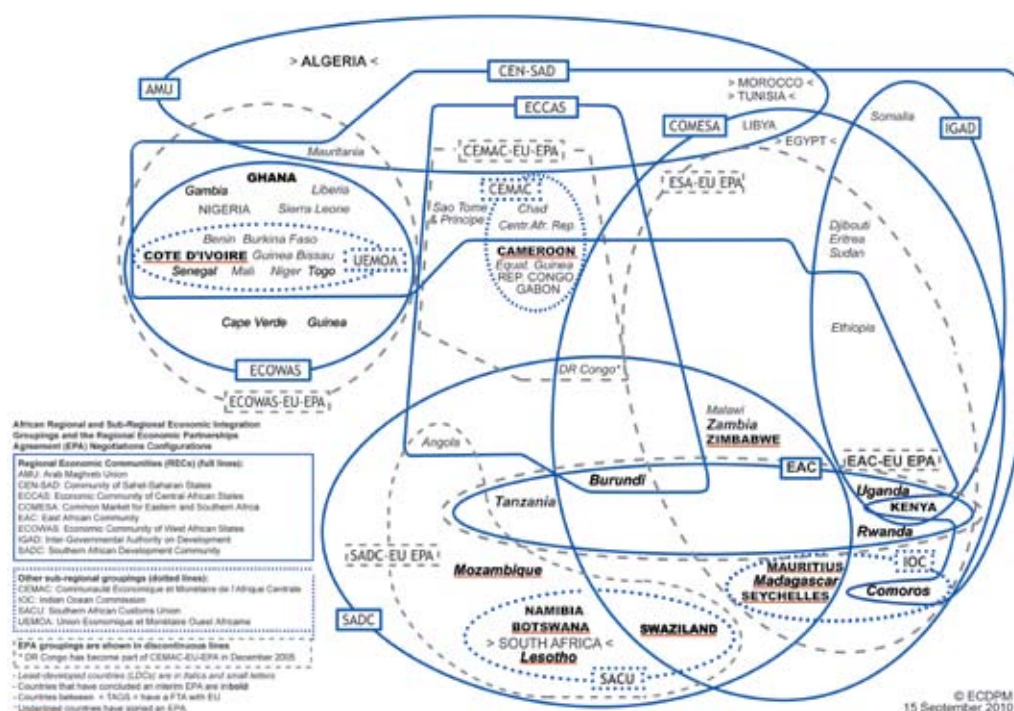 > ALGERIA <
CEN-SAD
AMU
> MOROCCO <
> TUNISIA <
ECCAS
Somalia
COMESA
LIBYA
IGAD
> EGYPT <
Mauritania
CEMAC-EU-EPA
GHANA
ESA-EU EPA
Gambia
Liberia
CEMAC
NIGERIA
Sierra Leone
Sao Tome
& Principe
Chad
Centr.Afr. Rep.
Djibouti
Eritrea
Sudan
Benin Burkina Faso
COTE D'IVOIRE Guinea Bissau
UEMOA
Senegal Mali Niger Togo
CAMEROON
Equat. Guinea
REP. CONGO
GABON
Cape Verde Guinea
Ethiopia
ECOWAS
DR Congo*
ECOWAS-EU-EPA
Malawi
Zambia
ZIMBABWE
Angola
EAC
EAC-EU EPA
Burundi
Tanzania
Uganda
KENYA
Rwanda
SADC-EU EPA
Mozambique
MAURITIUS
Madagascar
SEYCHELLES
IOC
Comoros
SADC
NAMIBIA
BOTSWANA
SWAZILAND
> SOUTH AFRICA <
Lesotho
SACU
African Regional and Sub-Regional Economic Integration
Groupings and the Regional Economic Partnerships
Agreement (EPA) Negotiations Configurations
Regional Economic Communities (RECs) (full lines):
AMU: Arab Maghreb Union
CEN-SAD: Community of Sahel-Saharan States
ECCAS: Economic Community of Central African States
COMESA: Common Market for Eastern and Southern Africa
EAC: East African Community
ECOWAS: Economic Community of West African States
IGAD: Inter-Governmental Authority on Development
SADC: Southern African Development Community
Other sub-regional groupings (dotted lines):
CEMAC: Communauté Economique et Monétaire de l'Afrique Centrale
IOC: Indian Ocean Commission
SACU: Southern African Customs Union
UEMOA: Union Economique et Monétaire Ouest Africaine
EPA groupings are shown in discontinuous lines
* DR Congo has become part of CEMAC-EU-EPA in December 2005
- Least-developed countries (LDCs) are in italics and small letters
- Countries that have concluded an interim EPA are in bold
- Countries between > TAGS < have a FTA with EU
- Underlined countries have signed an EPA
© ECDPM
15 September 2010